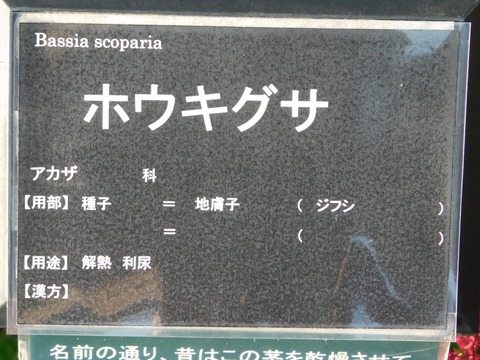 Bassia scoparia
ホウキグサ
アカザ 科
【用部】 種子 ＝ 地膚子 （ ジフシ ）
＝ （ ）
【用途】 解熱 利尿
【漢方】
名前の通り、昔はこの茎を乾燥させて